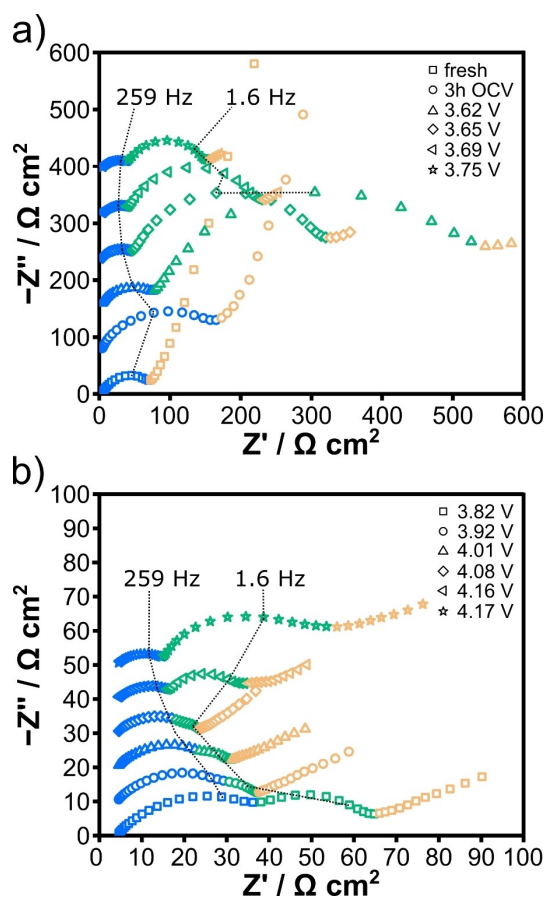 a)
600
500
400
300
200
100
0
−Z'' / Ω cm²
259 Hz
1.6 Hz
fresh
3h OCV
3.62 V
3.65 V
3.69 V
3.75 V
0 100 200 300 400 500 600
Z' / Ω cm²
b)
100
90
80
70
60
50
40
30
20
10
0
−Z'' / Ω cm²
259 Hz
1.6 Hz
3.82 V
3.92 V
4.01 V
4.08 V
4.16 V
4.17 V
0 10 20 30 40 50 60 70 80 90 100
Z' / Ω cm²